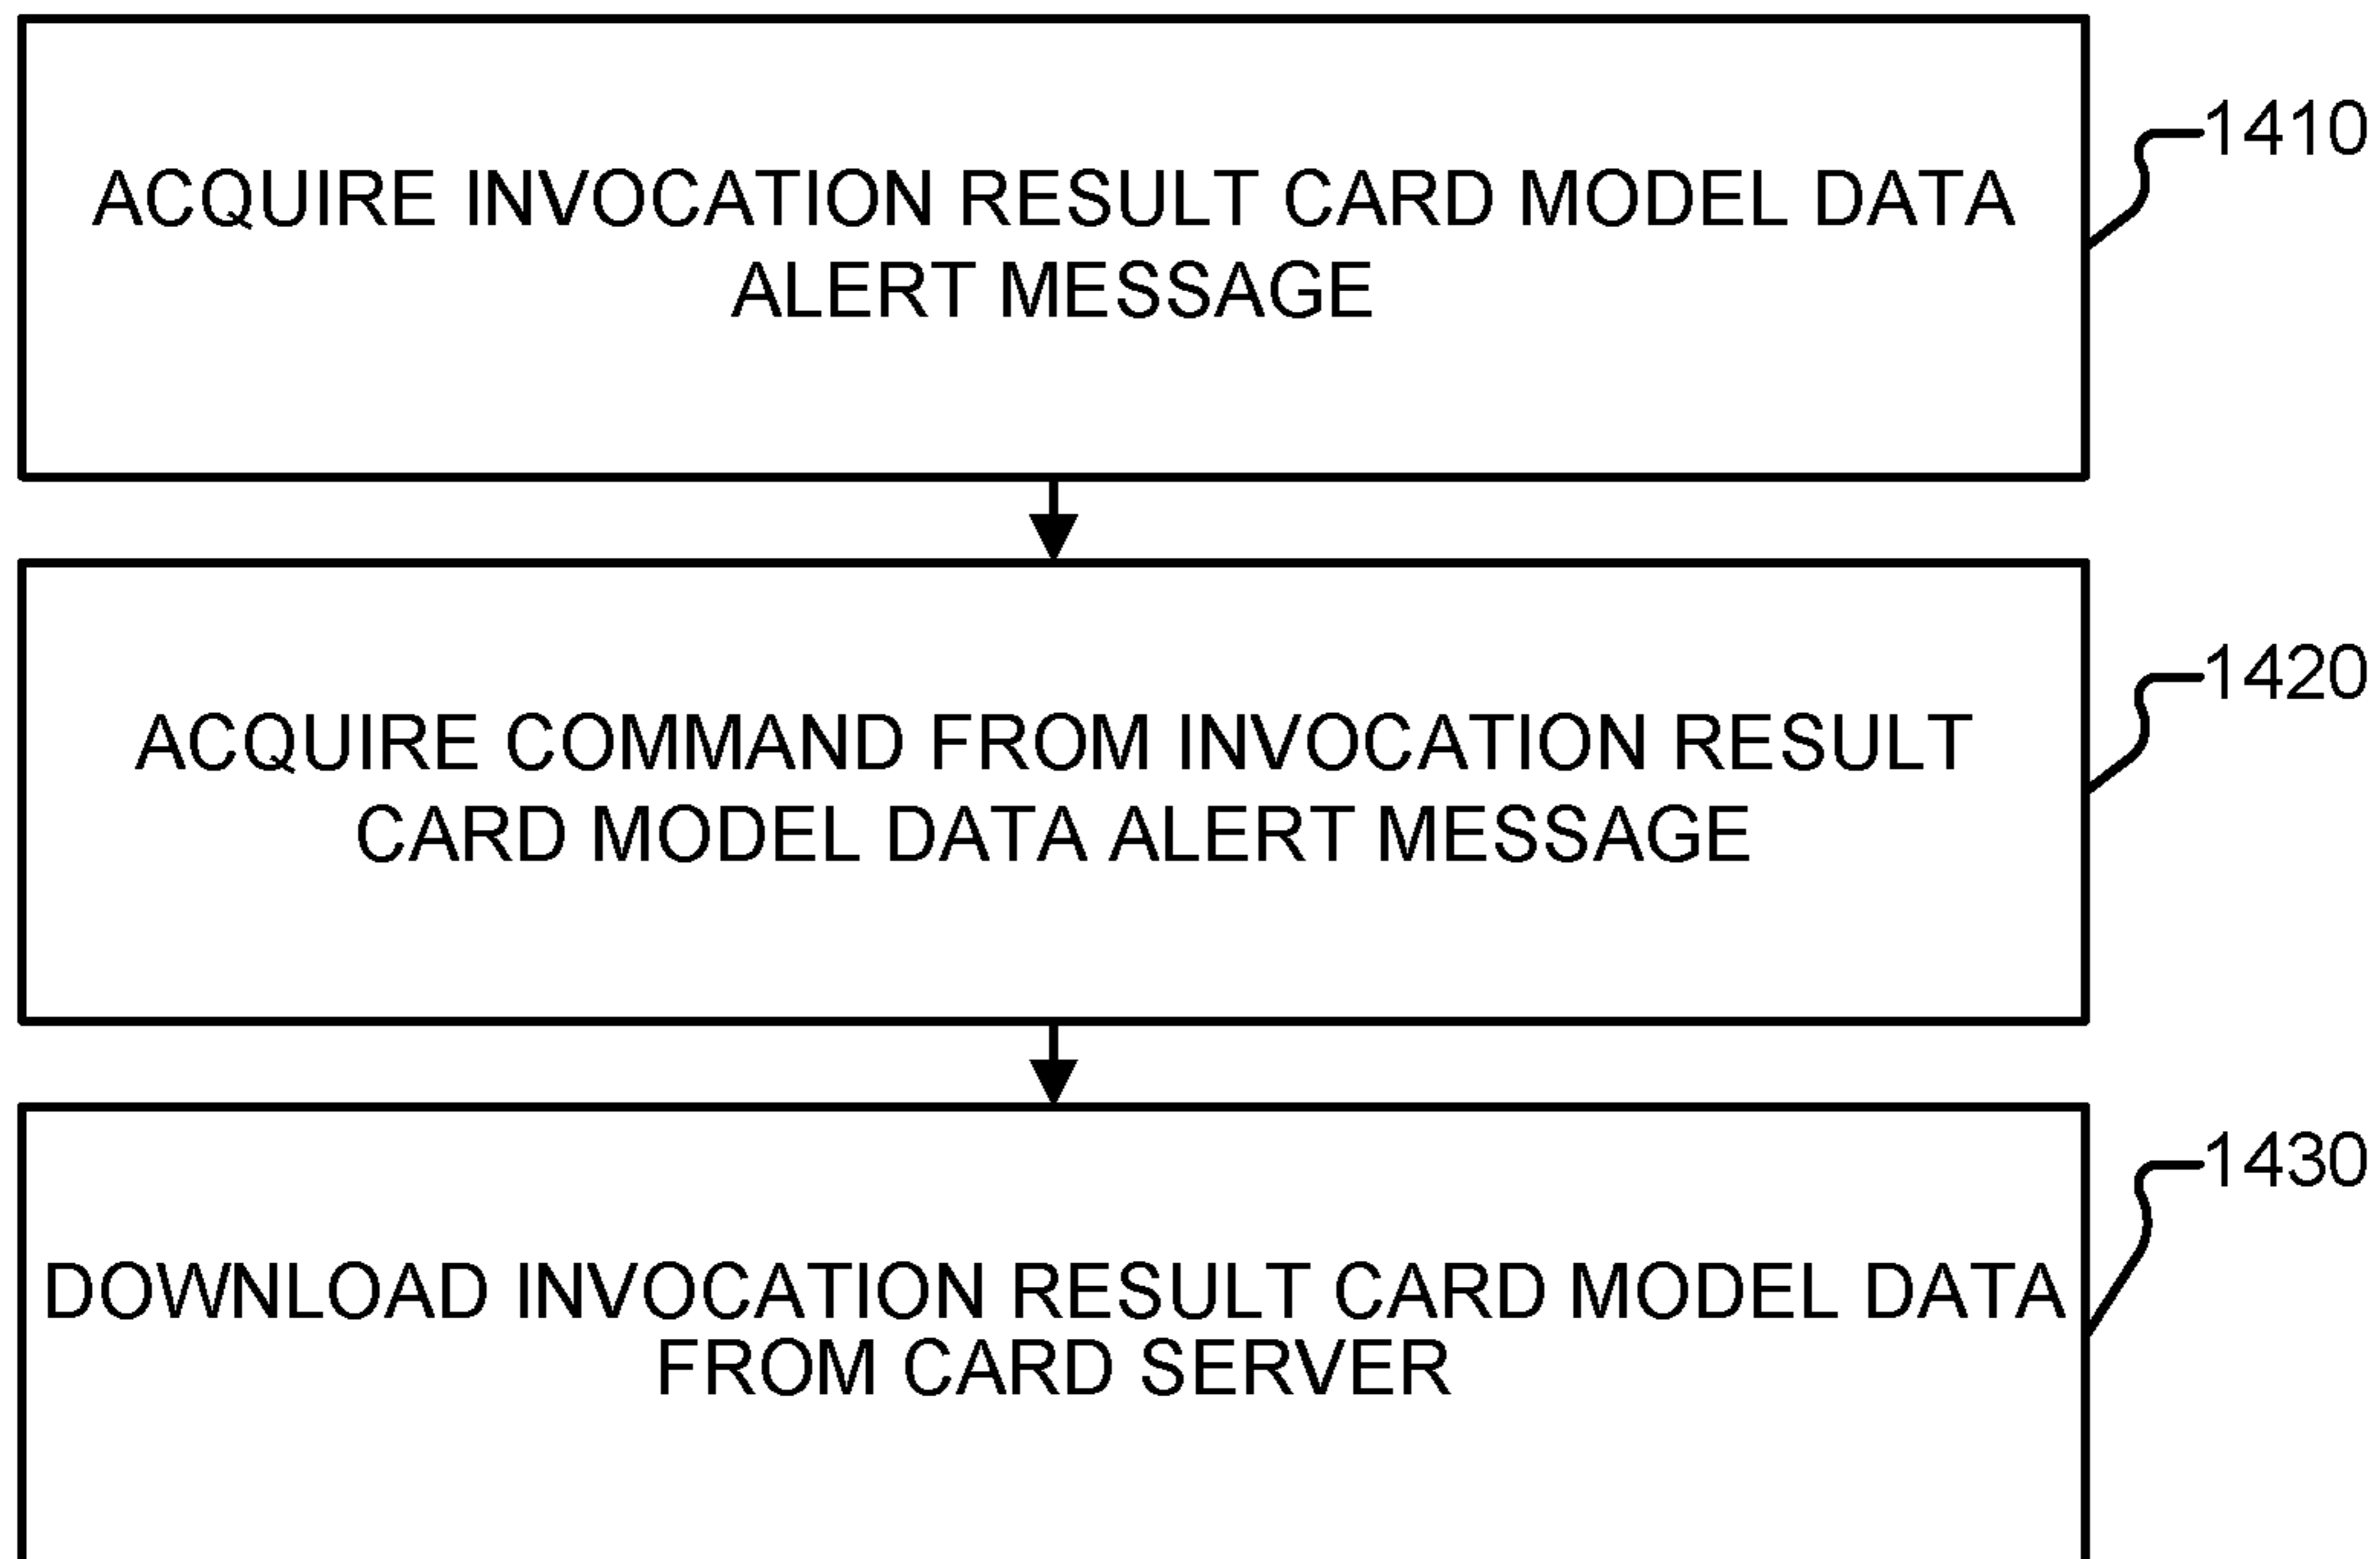 1410
ACQUIRE INVOCATION RESULT CARD MODEL DATA
ALERT MESSAGE
1420
ACQUIRE COMMAND FROM INVOCATION RESULT
CARD MODEL DATA ALERT MESSAGE
1430
DOWNLOAD INVOCATION RESULT CARD MODEL DATA
FROM CARD SERVER